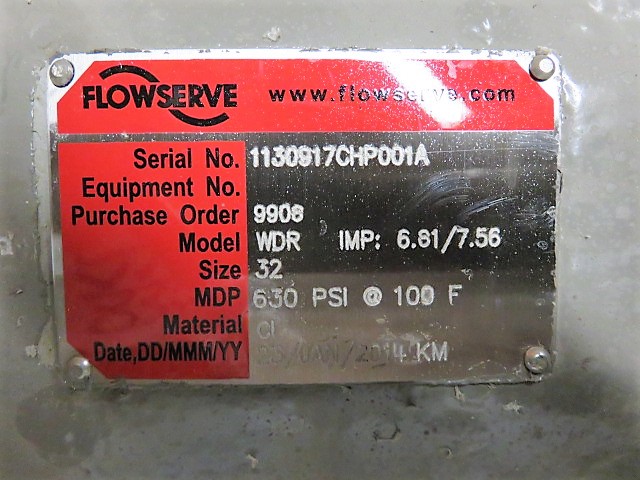 FLOWSERVE www.flowserve.com
Serial No. 1130917CHP001A
Equipment No.
Purchase Order 9908
Model WDR IMP: 6.81/7.56
Size 32
MDP 630 PSI @ 100 F
Material CI
Date,DD/MMM/YY KM